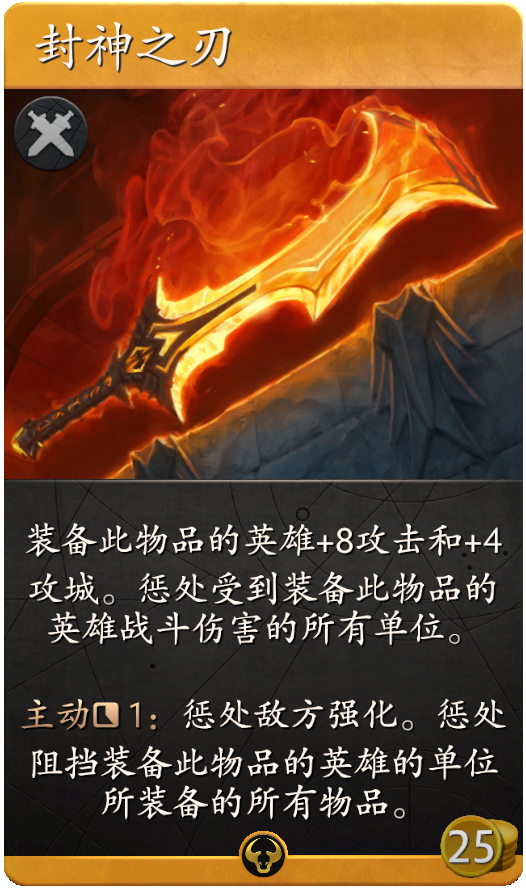 封神之刃
装备此物品的英雄+8攻击和+4
攻城。惩处受到装备此物品的
英雄战斗伤害的所有单位。
主动 1：惩处敌方强化。惩处
阻挡装备此物品的英雄的单位
所装备的所有物品。
25